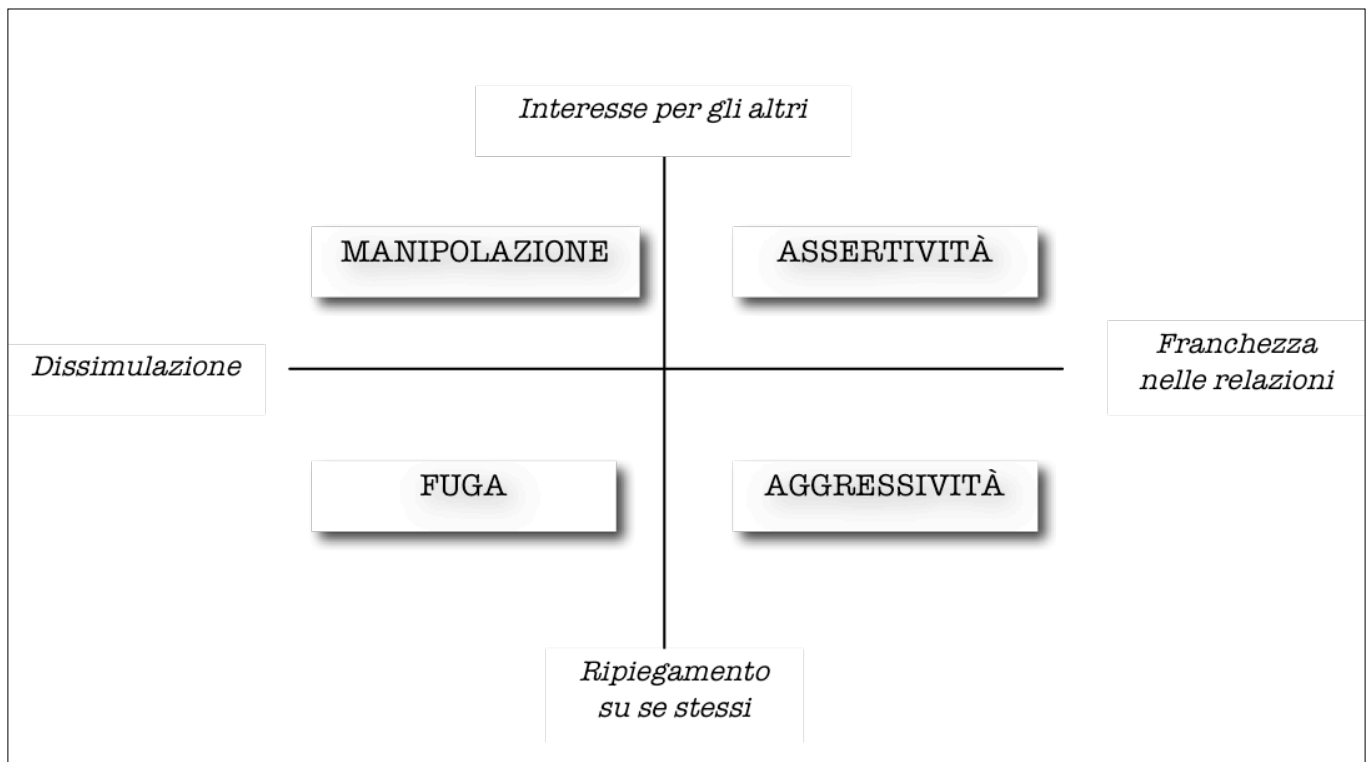 Interesse per gli altri
MANIPOLAZIONE
ASSERTIVITÀ
Dissimulazione
Franchezza
nelle relazioni
FUGA
AGGRESSIVITÀ
Ripiegamento
su se stessi